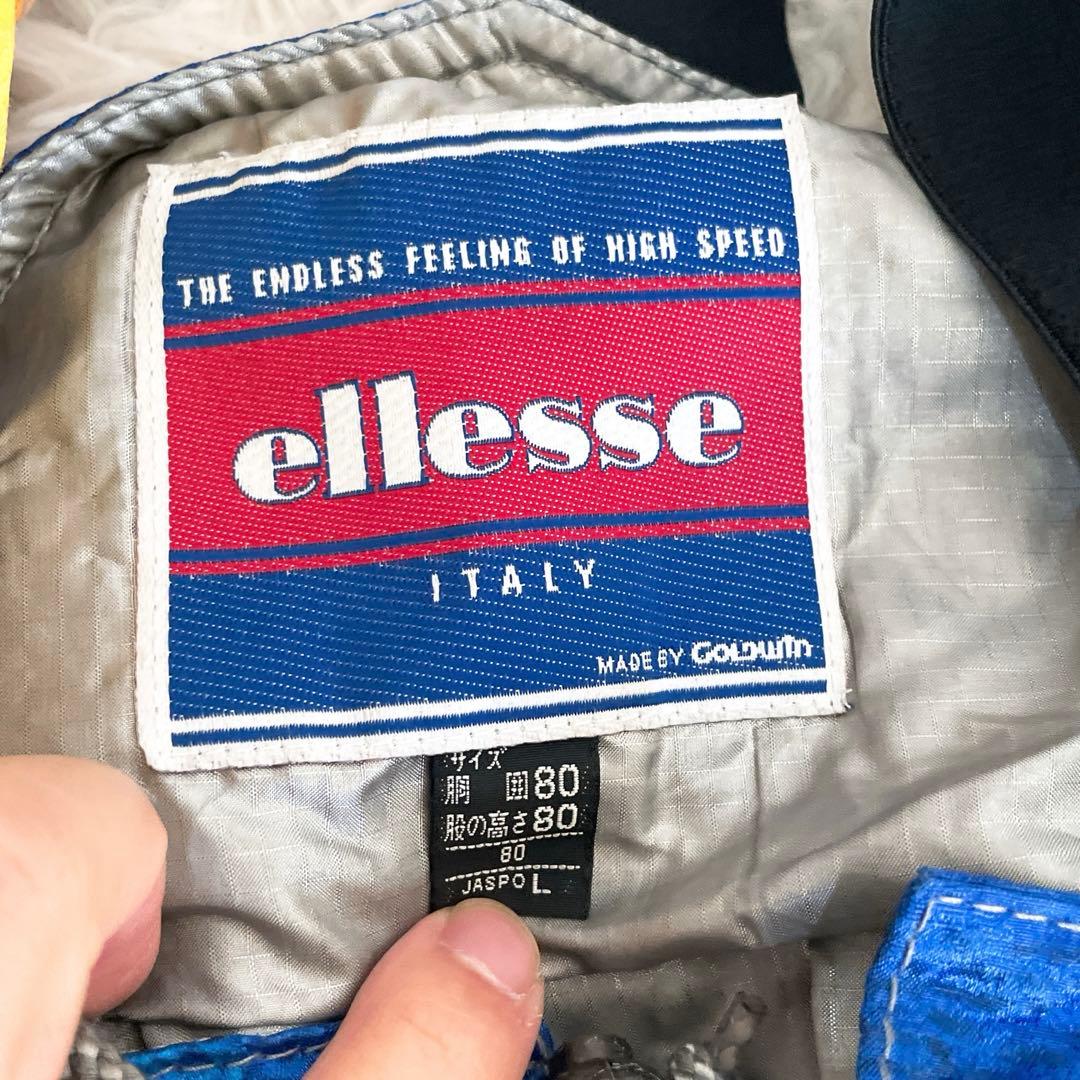 THE ENDLESS FEELING OF HIGH SPEED
ellesse
ITALY
MADE BY GOLDWIN
サイズ
胴 囲80
股の高さ80
80
JASPO L